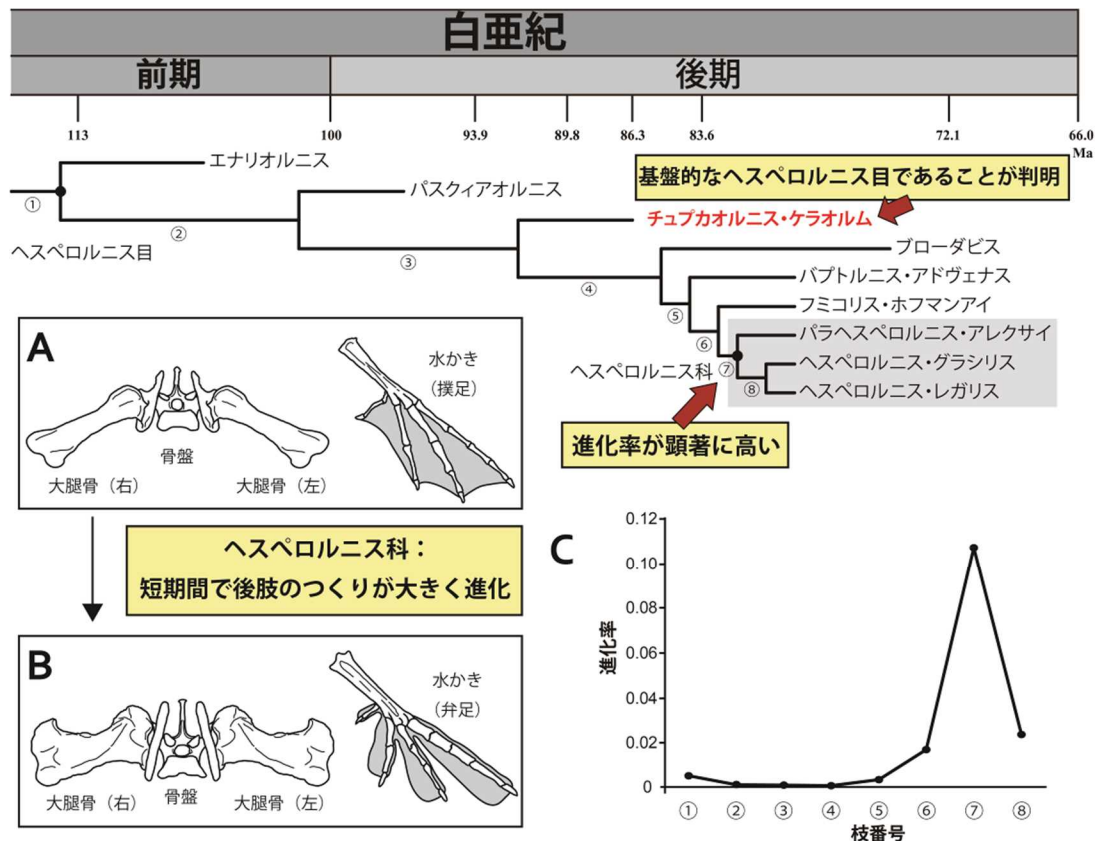 白亜紀
前期
後期
113
100
93.9
89.8
86.3
83.6
72.1
66.0
Ma
エナリオルニス
①
パスクィアオルニス
基盤的なヘスペロルニス目であることが判明
チュプカオルニス・ケラオルム
②
ヘスペロルニス目
③
ブローダビス
④
バプトルニス・アドヴェナス
⑤
フミコリス・ホフマンアイ
⑥
パラヘスペロルニス・アレクサイ
ヘスペロルニス科
⑦
ヘスペロルニス・グラシリス
⑧
ヘスペロルニス・レガリス
進化率が顕著に高い
A
水かき
(蹼足)
骨盤
大腿骨（右）
大腿骨（左）
ヘスペロルニス科：
短期間で後肢のつくりが大きく進化
B
水かき
(弁足)
大腿骨（右）
骨盤
大腿骨（左）
C
進化率
0.12
0.10
0.08
0.06
0.04
0.02
0
①
②
③
④
⑤
⑥
⑦
⑧
枝番号